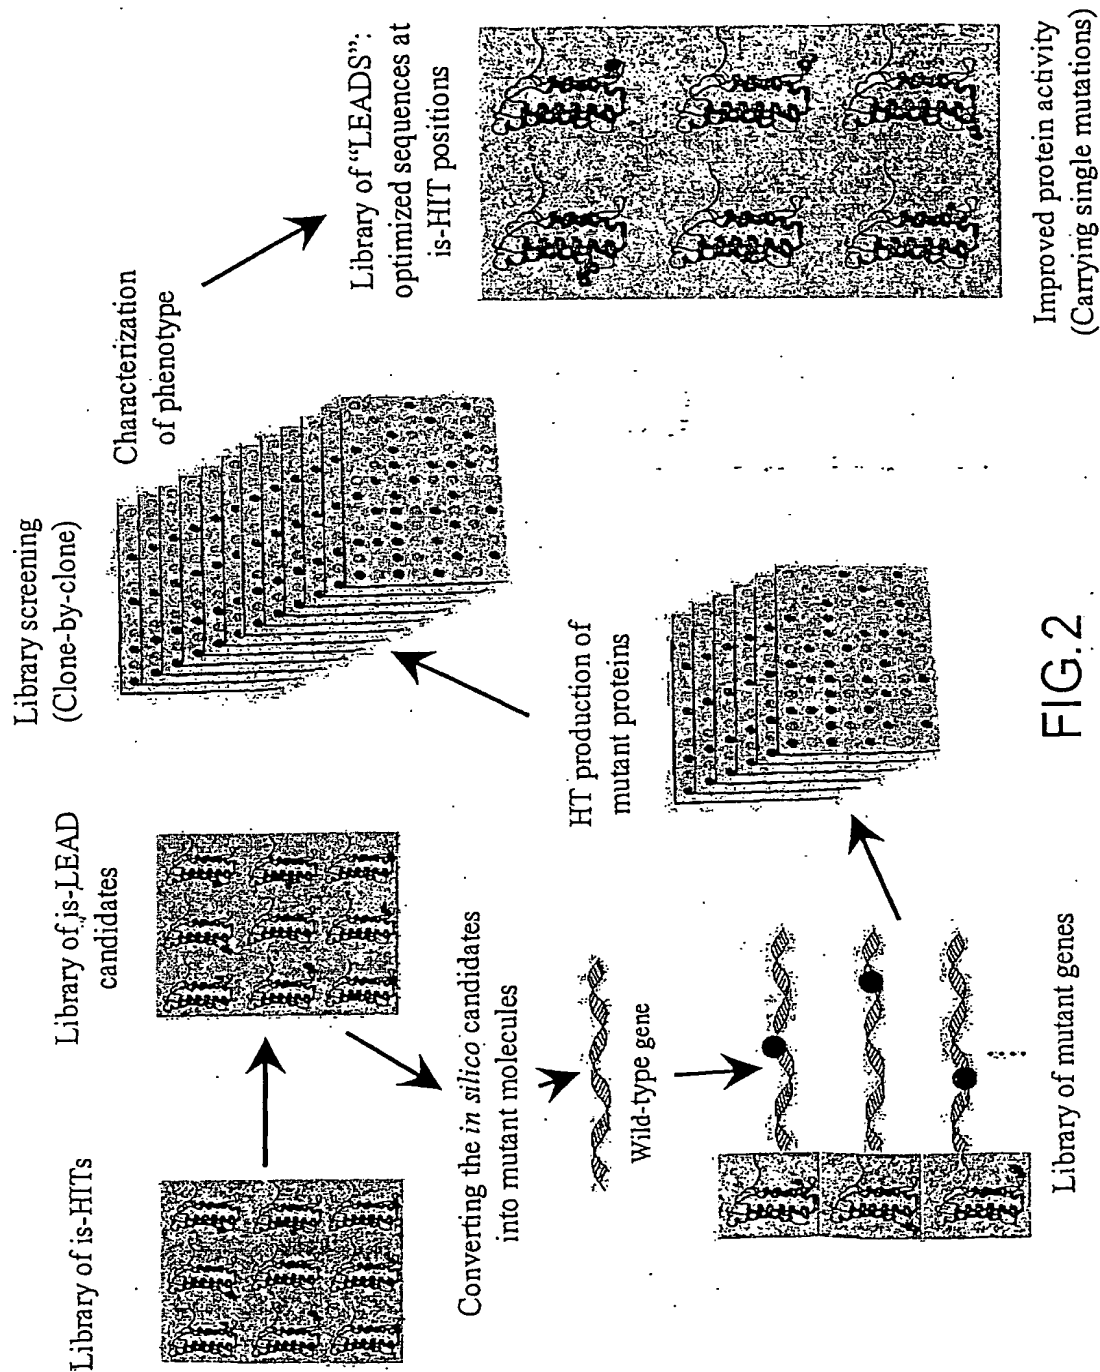 Library of is-HITs
Library of is-LEAD
candidates
Library screening
(Clone-by-clone)
Characterization
of phenotype
Library of "LEADS":
optimized sequences at
is-HIT positions
Converting the in silico candidates
into mutant molecules
Wild-type gene
HT production of
mutant proteins
Library of mutant genes
Improved protein activity
(Carrying single mutations)
FIG.2